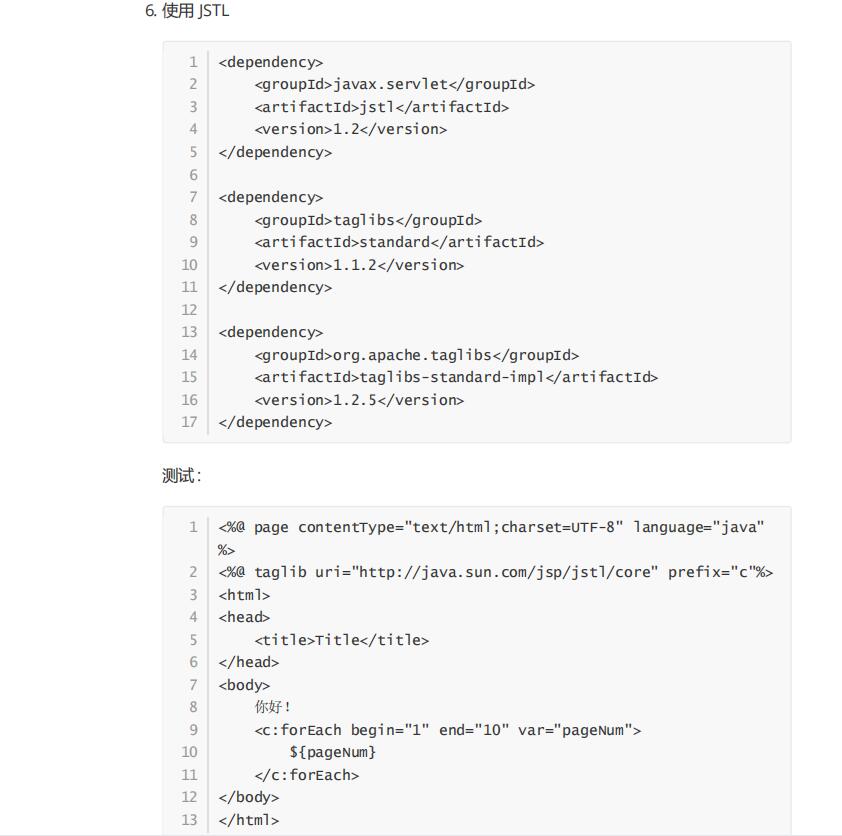 6. 使用 JSTL
1 <dependency>
2     <groupId>javax.servlet</groupId>
3     <artifactId>jstl</artifactId>
4     <version>1.2</version>
5 </dependency>
6
7 <dependency>
8     <groupId>taglibs</groupId>
9     <artifactId>standard</artifactId>
10     <version>1.1.2</version>
11 </dependency>
12
13 <dependency>
14     <groupId>org.apache.taglibs</groupId>
15     <artifactId>taglibs-standard-impl</artifactId>
16     <version>1.2.5</version>
17 </dependency>
测试：
1 <%@ page contentType="text/html;charset=UTF-8" language="java"
%>
2 <%@ taglib uri="http://java.sun.com/jsp/jstl/core" prefix="c"%>
3 <html>
4 <head>
5     <title>Title</title>
6 </head>
7 <body>
8     你好！
9     <c:forEach begin="1" end="10" var="pageNum">
10         ${pageNum}
11     </c:forEach>
12 </body>
13 </html>